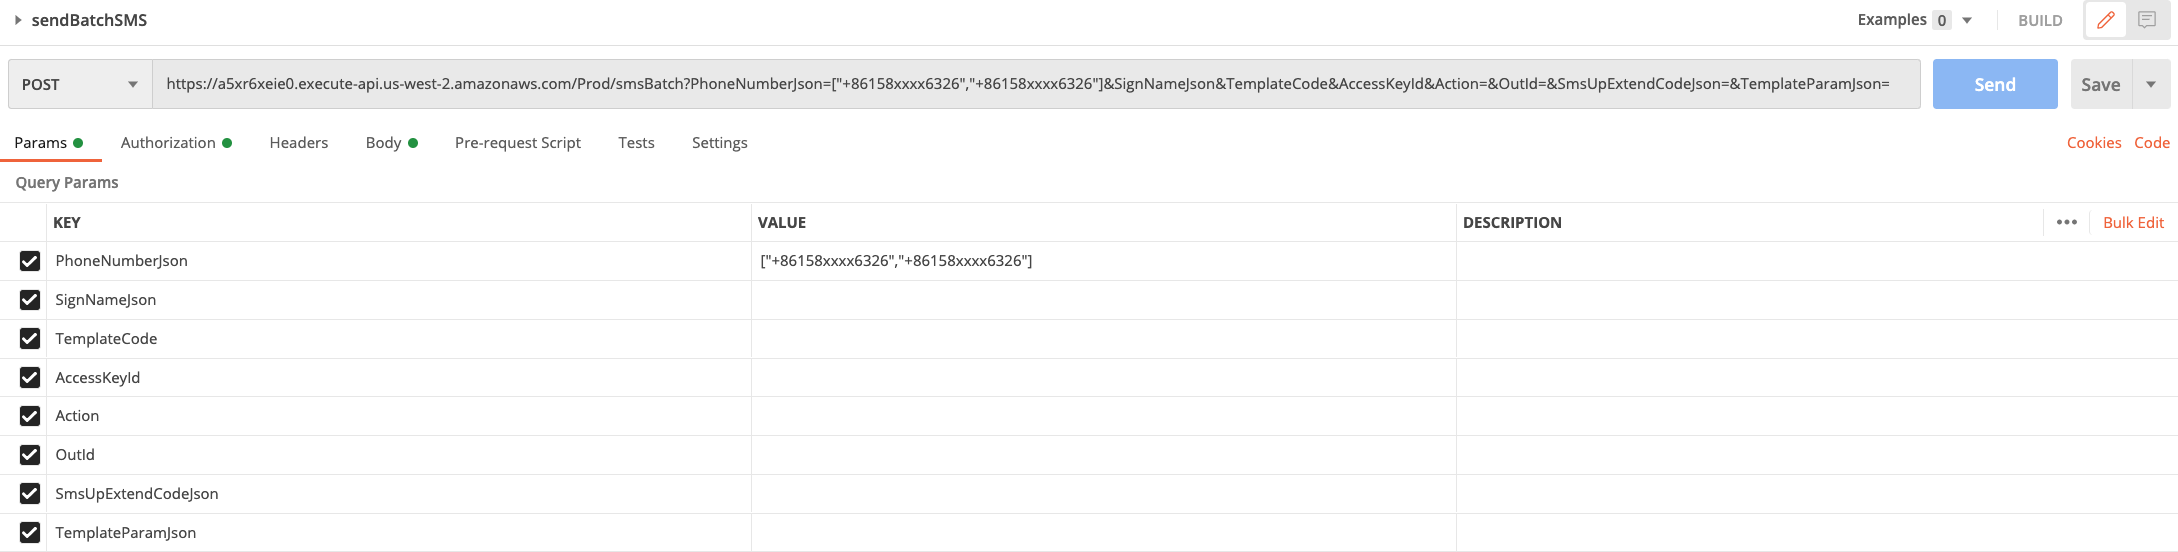 sendBatchSMS Examples 0 BUILD
POST https://a5xr6xeie0.execute-api.us-west-2.amazonaws.com/Prod/smsBatch?PhoneNumberJson=["+86158xxxx6326","+86158xxxx6326"]&SignNameJson&TemplateCode&AccessKeyId&Action=&OutId=&SmsUpExtendCodeJson=&TemplateParamJson= Send Save
Params Authorization Headers Body Pre-request Script Tests Settings Cookies Code
Query Params
KEY VALUE DESCRIPTION ••• Bulk Edit
PhoneNumberJson ["+86158xxxx6326","+86158xxxx6326"]
SignNameJson
TemplateCode
AccessKeyId
Action
OutId
SmsUpExtendCodeJson
TemplateParamJson